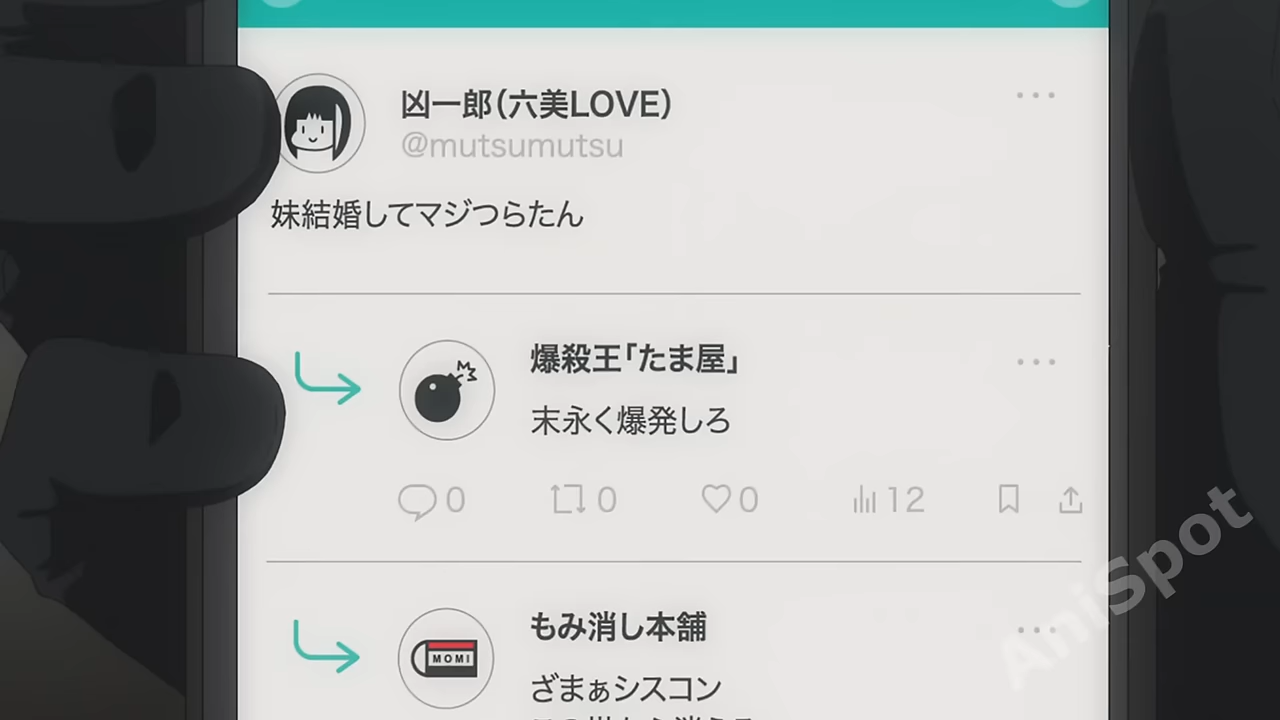 凶一郎(六美LOVE)
@mutsumutsu
妹結婚してマジつらたん
爆殺王「たま屋」
末永く爆発しろ
0 0 0 12
もみ消し本舗
MOMI
ざまぁシスコン
AniSpot